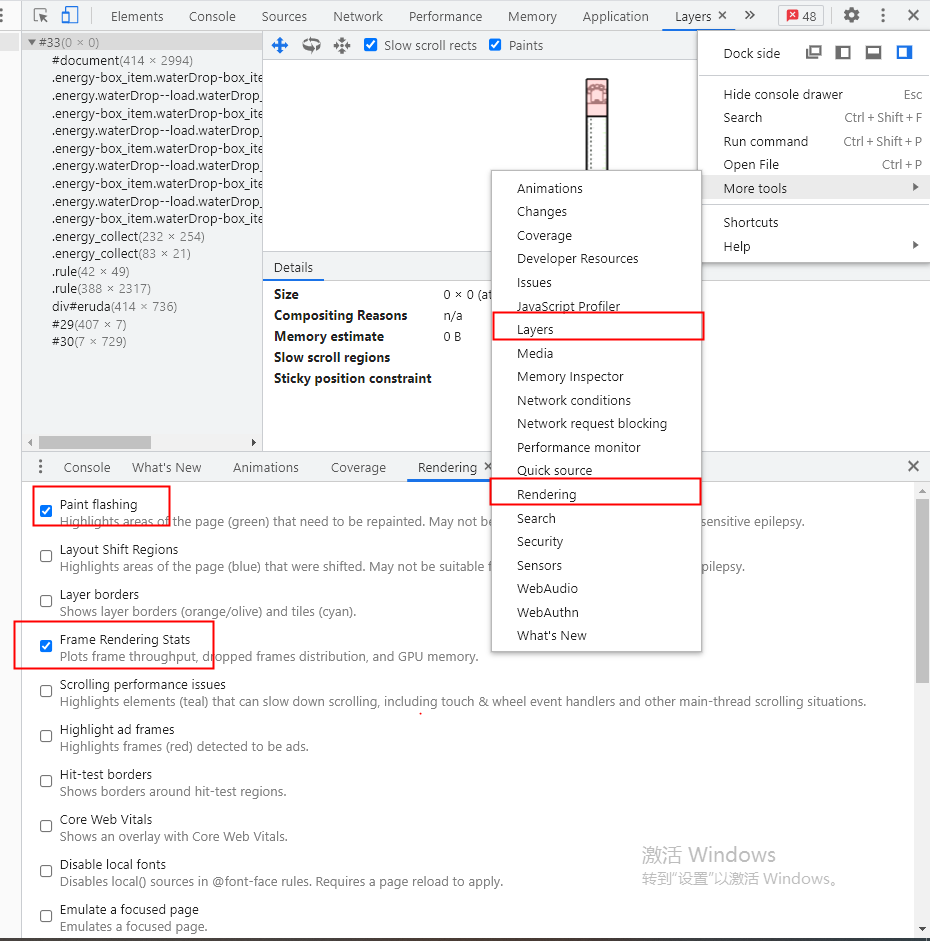 Elements Console Sources Network Performance Memory Application Layers 48
#33(0 × 0)
#document(414 × 2994)
.energy-box_item.waterDrop-box_ite
.energy.waterDrop--load.waterDrop_
.energy-box_item.waterDrop-box_ite
.energy.waterDrop--load.waterDrop_
.energy-box_item.waterDrop-box_ite
.energy.waterDrop--load.waterDrop_
.energy-box_item.waterDrop-box_ite
.energy.waterDrop--load.waterDrop_
.energy-box_item.waterDrop-box_ite
.energy_collect(232 × 254)
.energy_collect(83 × 21)
.rule(42 × 49)
.rule(388 × 2317)
div#eruda(414 × 736)
#29(407 × 7)
#30(7 × 729)
Slow scroll rects Paints
Details
Size 0 × 0 (at
Compositing Reasons n/a
Memory estimate 0 B
Slow scroll regions
Sticky position constraint
Dock side
Hide console drawer Esc
Search Ctrl + Shift + F
Run command Ctrl + Shift + P
Open File Ctrl + P
More tools
Shortcuts
Help
Animations
Changes
Coverage
Developer Resources
Issues
JavaScript Profiler
Layers
Media
Memory Inspector
Network conditions
Network request blocking
Performance monitor
Quick source
Rendering
Search
Security
Sensors
WebAudio
WebAuthn
What's New
Console What's New Animations Coverage Rendering
Paint flashing
Highlights areas of the page (green) that need to be repainted. May not be sensitive epilepsy.
Layout Shift Regions
Highlights areas of the page (blue) that were shifted. May not be suitable f epilepsy.
Layer borders
Shows layer borders (orange/olive) and tiles (cyan).
Frame Rendering Stats
Plots frame throughput, dropped frames distribution, and GPU memory.
Scrolling performance issues
Highlights elements (teal) that can slow down scrolling, including touch & wheel event handlers and other main-thread scrolling situations.
Highlight ad frames
Highlights frames (red) detected to be ads.
Hit-test borders
Shows borders around hit-test regions.
Core Web Vitals
Shows an overlay with Core Web Vitals.
Disable local fonts
Disables local() sources in @font-face rules. Requires a page reload to apply.
Emulate a focused page
Emulates a focused page.
激活 Windows
转到"设置"以激活 Windows。